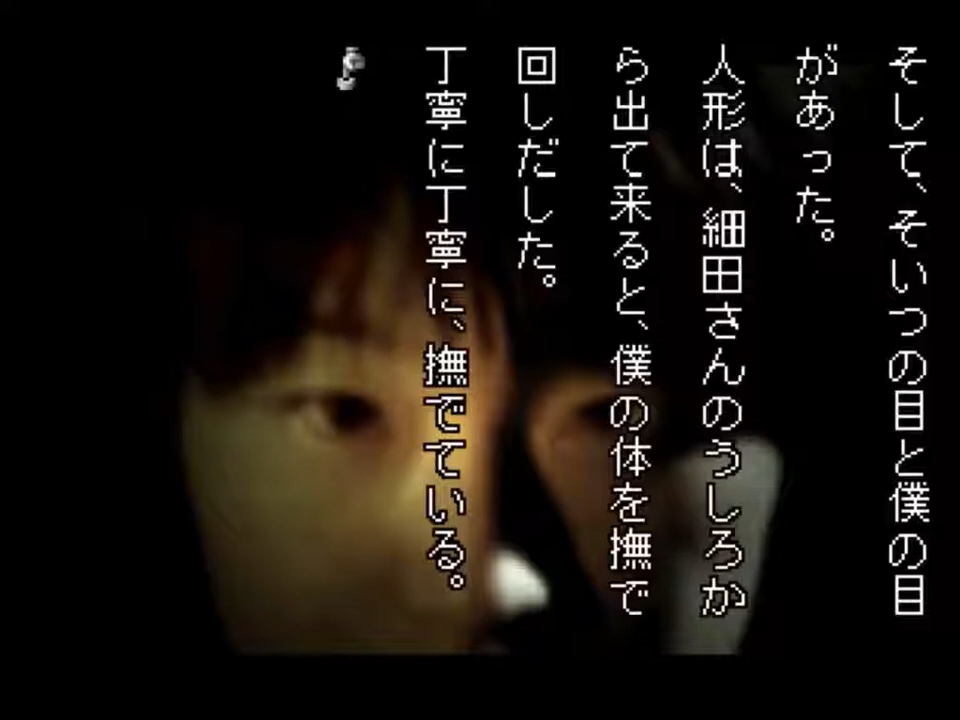 そして、そいつの目と僕の目
があった。
人形は、細田さんのうしろか
ら出て来ると、僕の体を撫で
回しだした。
丁寧に丁寧に、撫でている。